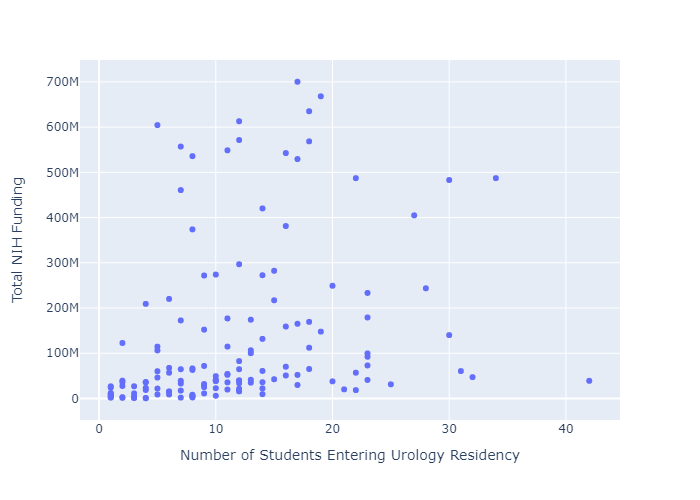 700M
600M
500M
400M
300M
200M
100M
0
Total NIH Funding
0 10 20 30 40
Number of Students Entering Urology Residency